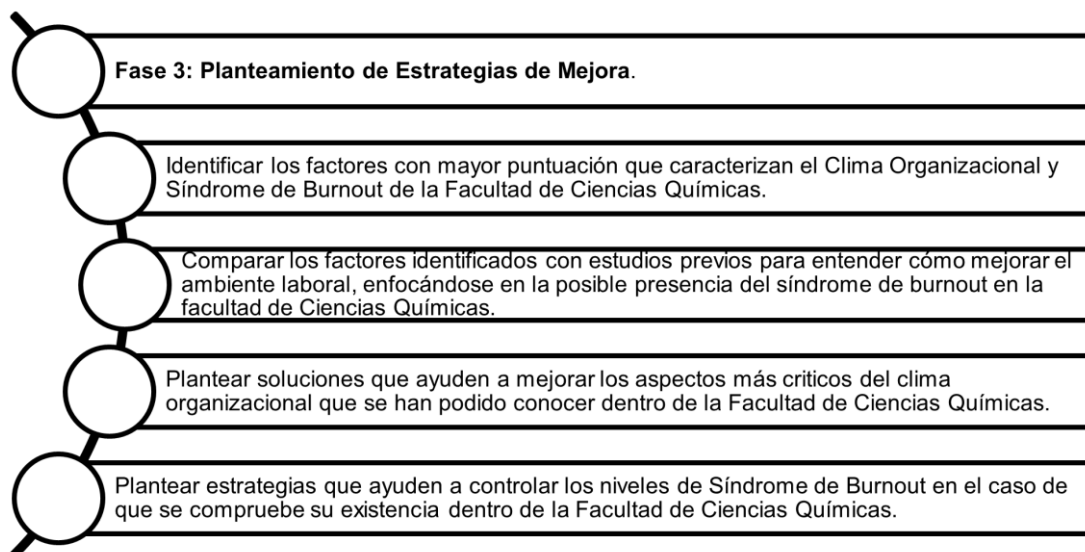 Fase 3: Planteamiento de Estrategias de Mejora.
Identificar los factores con mayor puntuación que caracterizan el Clima Organizacional y
Síndrome de Burnout de la Facultad de Ciencias Químicas.
Comparar los factores identificados con estudios previos para entender cómo mejorar el
ambiente laboral, enfocándose en la posible presencia del síndrome de burnout en la
facultad de Ciencias Químicas.
Plantear soluciones que ayuden a mejorar los aspectos más criticos del clima
organizacional que se han podido conocer dentro de la Facultad de Ciencias Químicas.
Plantear estrategias que ayuden a controlar los niveles de Síndrome de Burnout en el caso de
que se compruebe su existencia dentro de la Facultad de Ciencias Químicas.